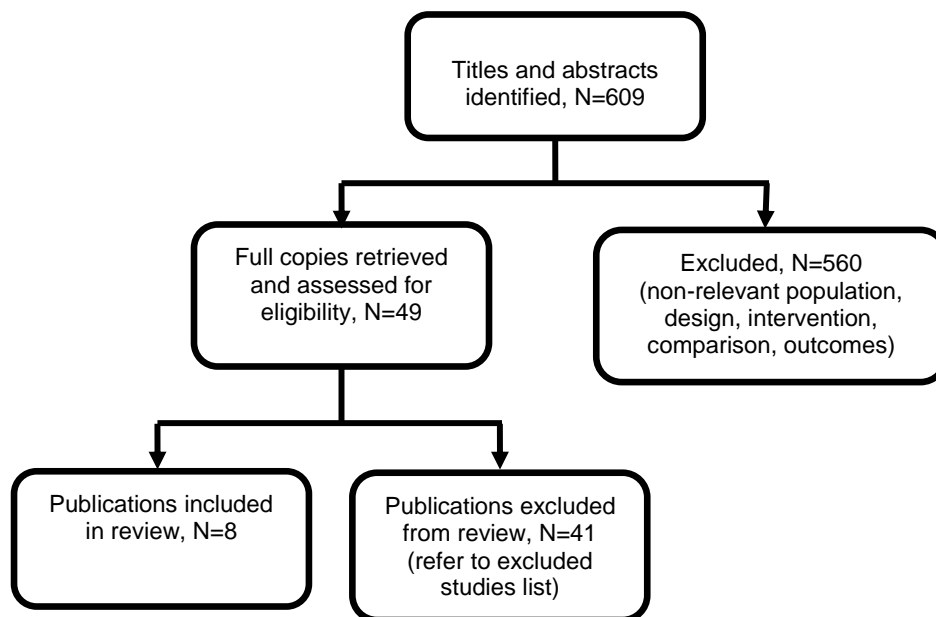 Titles and abstracts
identified, N=609
Full copies retrieved
and assessed for
eligibility, N=49
Excluded, N=560
(non-relevant population,
design, intervention,
comparison, outcomes)
Publications included
in review, N=8
Publications excluded
from review, N=41
(refer to excluded
studies list)